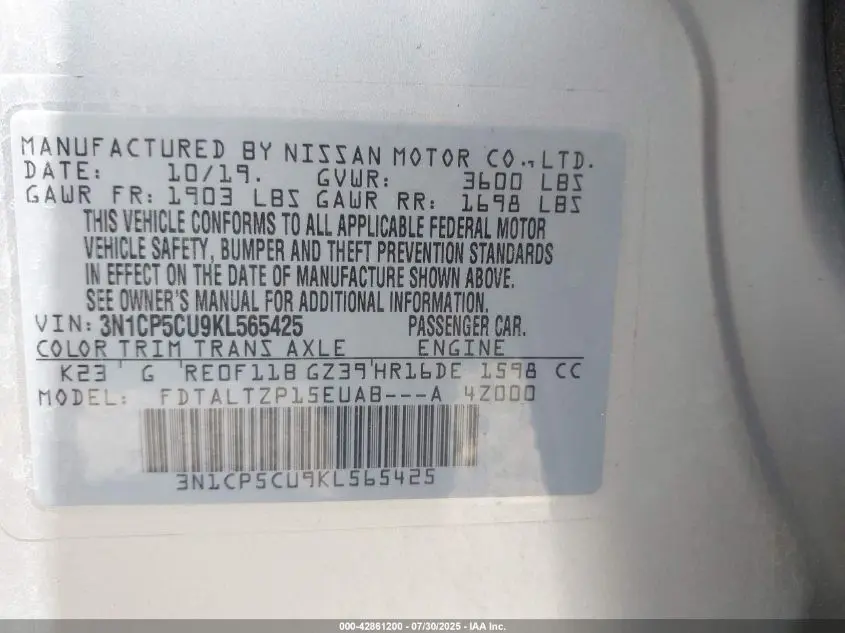 MANUFACTURED BY NISSAN MOTOR CO., LTD.
DATE: 10/19. GVWR: 3600 LBS
GAWR FR: 1903 LBS GAWR RR: 1698 LBS
THIS VEHICLE CONFORMS TO ALL APPLICABLE FEDERAL MOTOR
VEHICLE SAFETY, BUMPER AND THEFT PREVENTION STANDARDS
IN EFFECT ON THE DATE OF MANUFACTURE SHOWN ABOVE.
SEE OWNER'S MANUAL FOR ADDITIONAL INFORMATION.
VIN: 3N1CP5CU9KL565425 PASSENGER CAR.
COLOR TRIM TRANS AXLE ENGINE
K23 G RE0F11B GZ39 HR16DE 1598 CC
MODEL: FDTALTZP15EUAB---A 4Z000
3N1CP5CU9KL565425
000-42861200 - 07/30/2025 - IAA Inc.